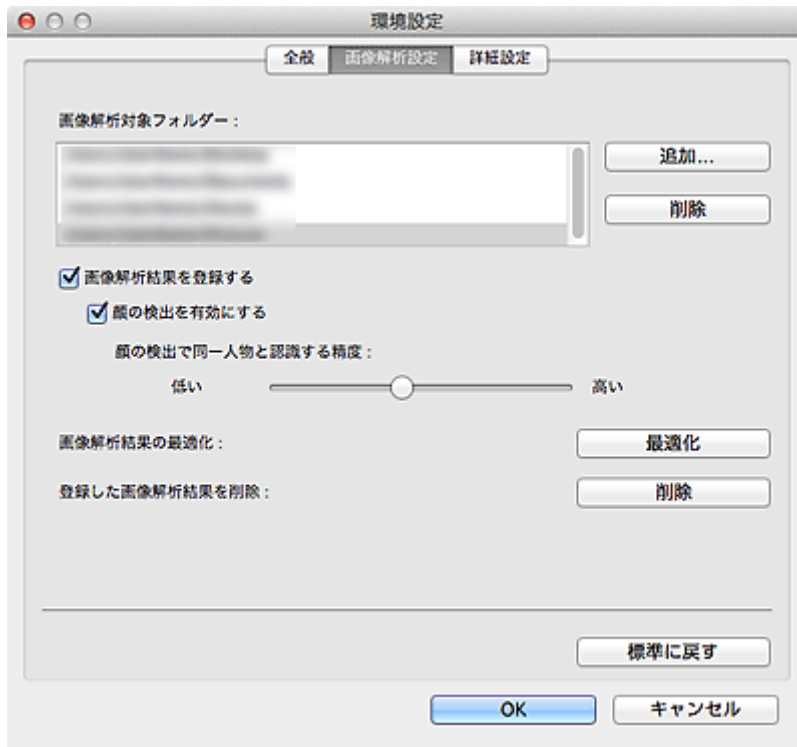 環境設定
全般 画像解析設定 詳細設定
画像解析対象フォルダー：
追加...
削除
画像解析結果を登録する
顔の検出を有効にする
顔の検出で同一人物と認識する精度：
低い 高い
画像解析結果の最適化： 最適化
登録した画像解析結果を削除： 削除
標準に戻す
OK キャンセル